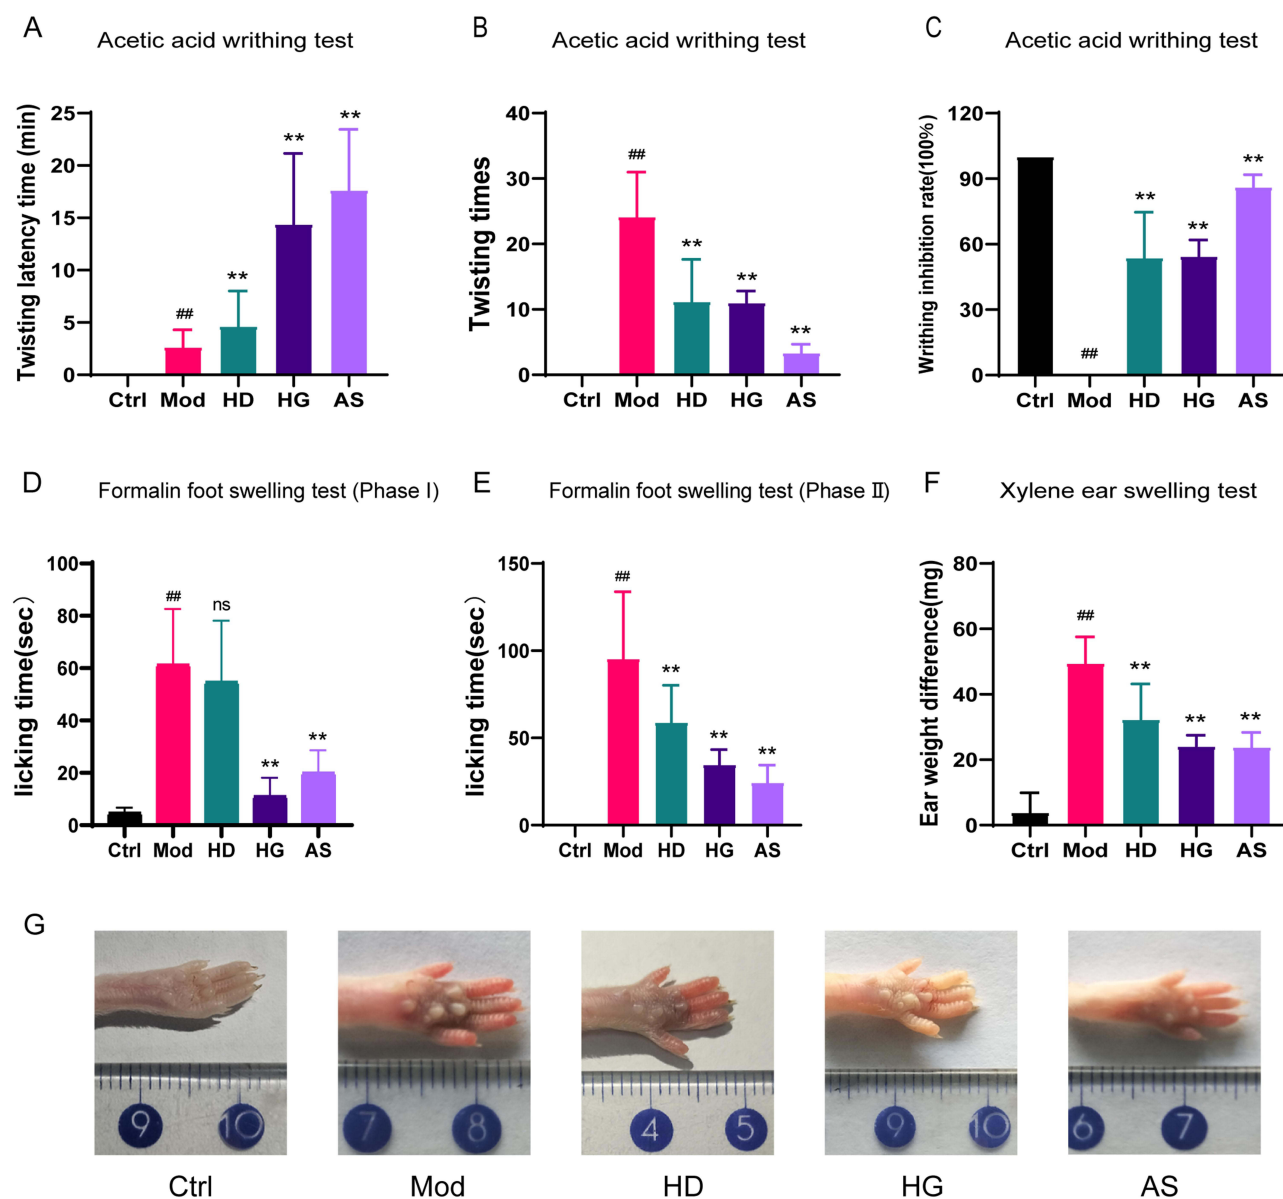 A
Acetic acid writhing test
Twisting latency time (min)
25
20
15
10
5
0
##
**
**
**
Ctrl Mod HD HG AS
B
Acetic acid writhing test
Twisting times
40
30
20
10
0
##
**
**
**
Ctrl Mod HD HG AS
C
Acetic acid writhing test
Writhing inhibition rate(100%)
120
90
60
30
0
##
**
**
**
Ctrl Mod HD HG AS
D
Formalin foot swelling test (Phase I)
licking time(sec)
100
80
60
40
20
0
##
ns
**
**
Ctrl Mod HD HG AS
E
Formalin foot swelling test (Phase Ⅱ)
licking time(sec）
150
100
50
0
##
**
**
**
Ctrl Mod HD HG AS
F
Xylene ear swelling test
Ear weight difference(mg)
80
60
40
20
0
##
**
**
**
Ctrl Mod HD HG AS
G
9 10
7 8
4 5
9 10
6 7
Ctrl Mod HD HG AS